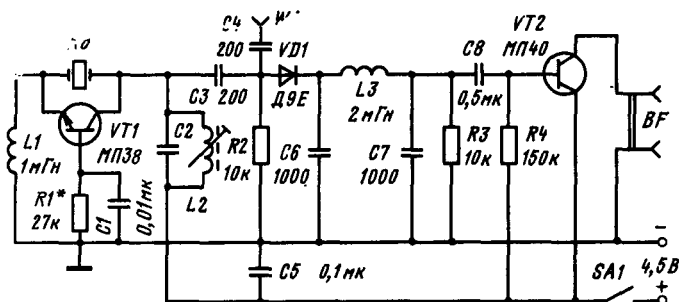 C4
200
VD1
Д9Е
C3
200
L3
2мГн
C8
0,5мк
VT2
МП40
BF
L1
1мГн
VT1
МП38
R1*
27к
C1
0,01мк
C2
L2
R2
10к
C6
1000
C7
1000
R3
10к
R4
150к
C5
0,1мк
SA1
4,5В
−
+